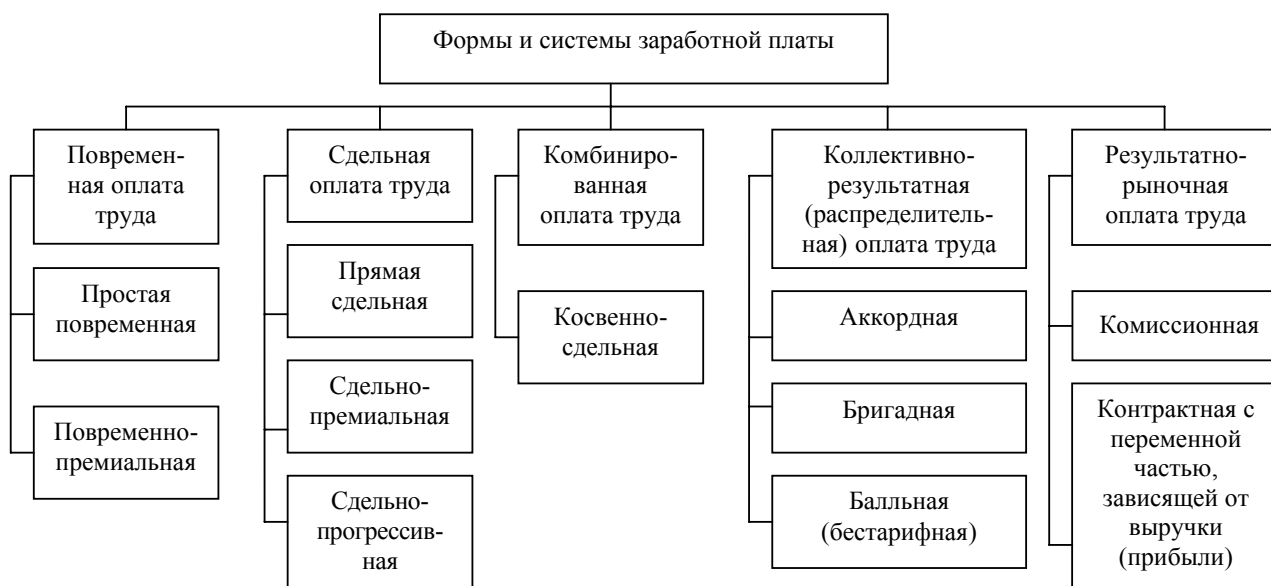 Формы и системы заработной платы
Повремен-
ная оплата
труда
Простая
повременная
Повременно-
премиальная
Сдельная
оплата труда
Прямая
сдельная
Сдельно-
премиальная
Сдельно-
прогрессив-
ная
Комбиниро-
ванная
оплата труда
Косвенно-
сдельная
Коллективно-
результатная
(распределитель-
ная) оплата труда
Аккордная
Бригадная
Балльная
(бестарифная)
Результатно-
рыночная
оплата труда
Комиссионная
Контрактная с
переменной
частью,
зависящей от
выручки
(прибыли)